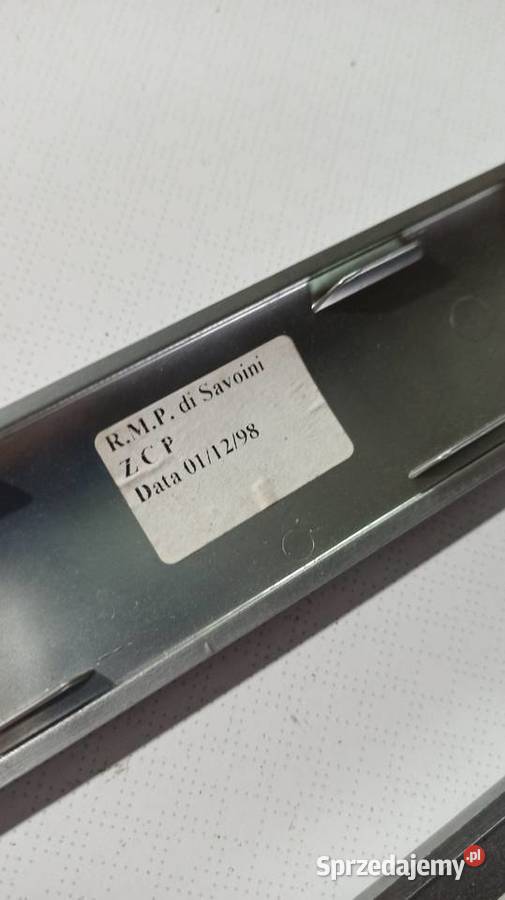 R.M.P. di Savoini
Z C P
Data 01/12/98
Sprzedajemy.pl